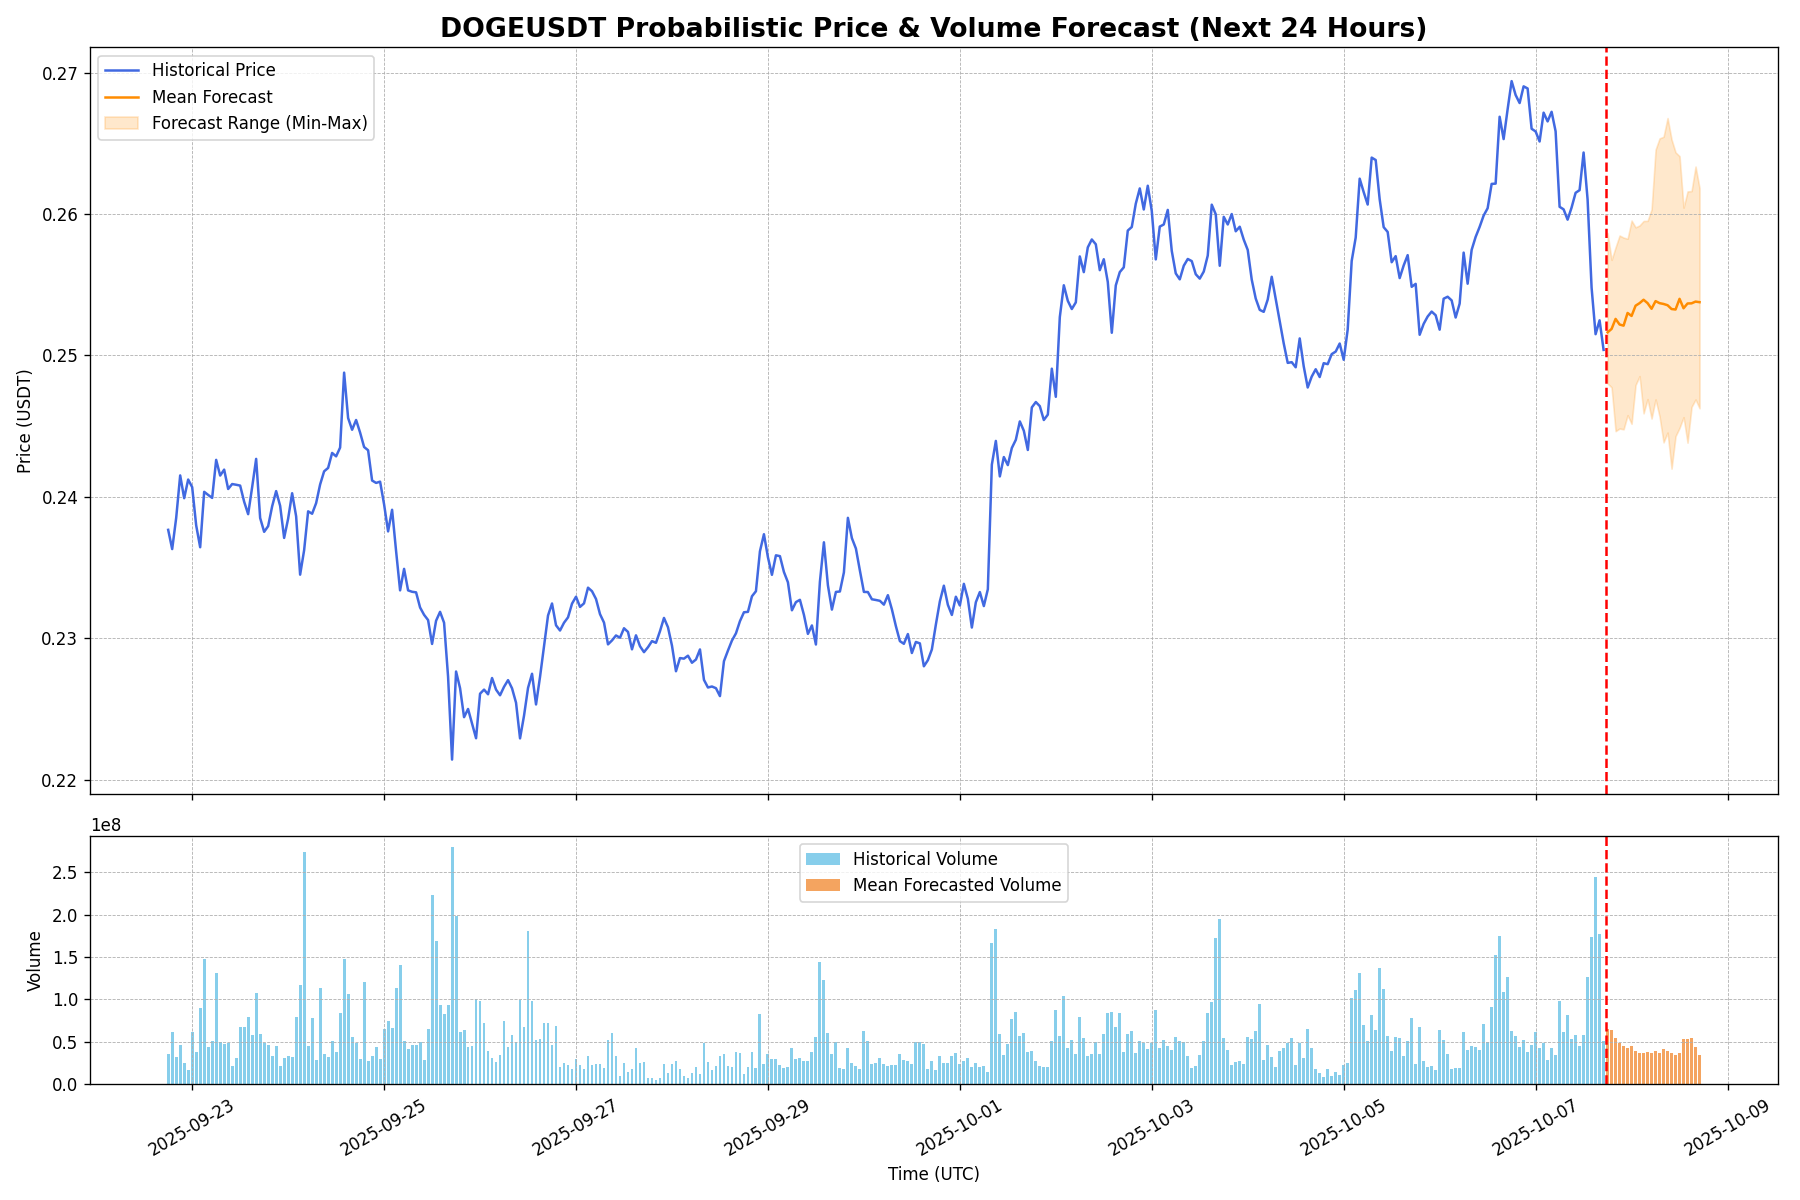 DOGEUSDT Probabilistic Price & Volume Forecast (Next 24 Hours)
Historical Price
Mean Forecast
Forecast Range (Min-Max)
Price (USDT)
0.27
0.26
0.25
0.24
0.23
0.22
1e8
Historical Volume
Mean Forecasted Volume
Volume
2.5
2.0
1.5
1.0
0.5
0.0
2025-09-23
2025-09-25
2025-09-27
2025-09-29
2025-10-01
2025-10-03
2025-10-05
2025-10-07
2025-10-09
Time (UTC)